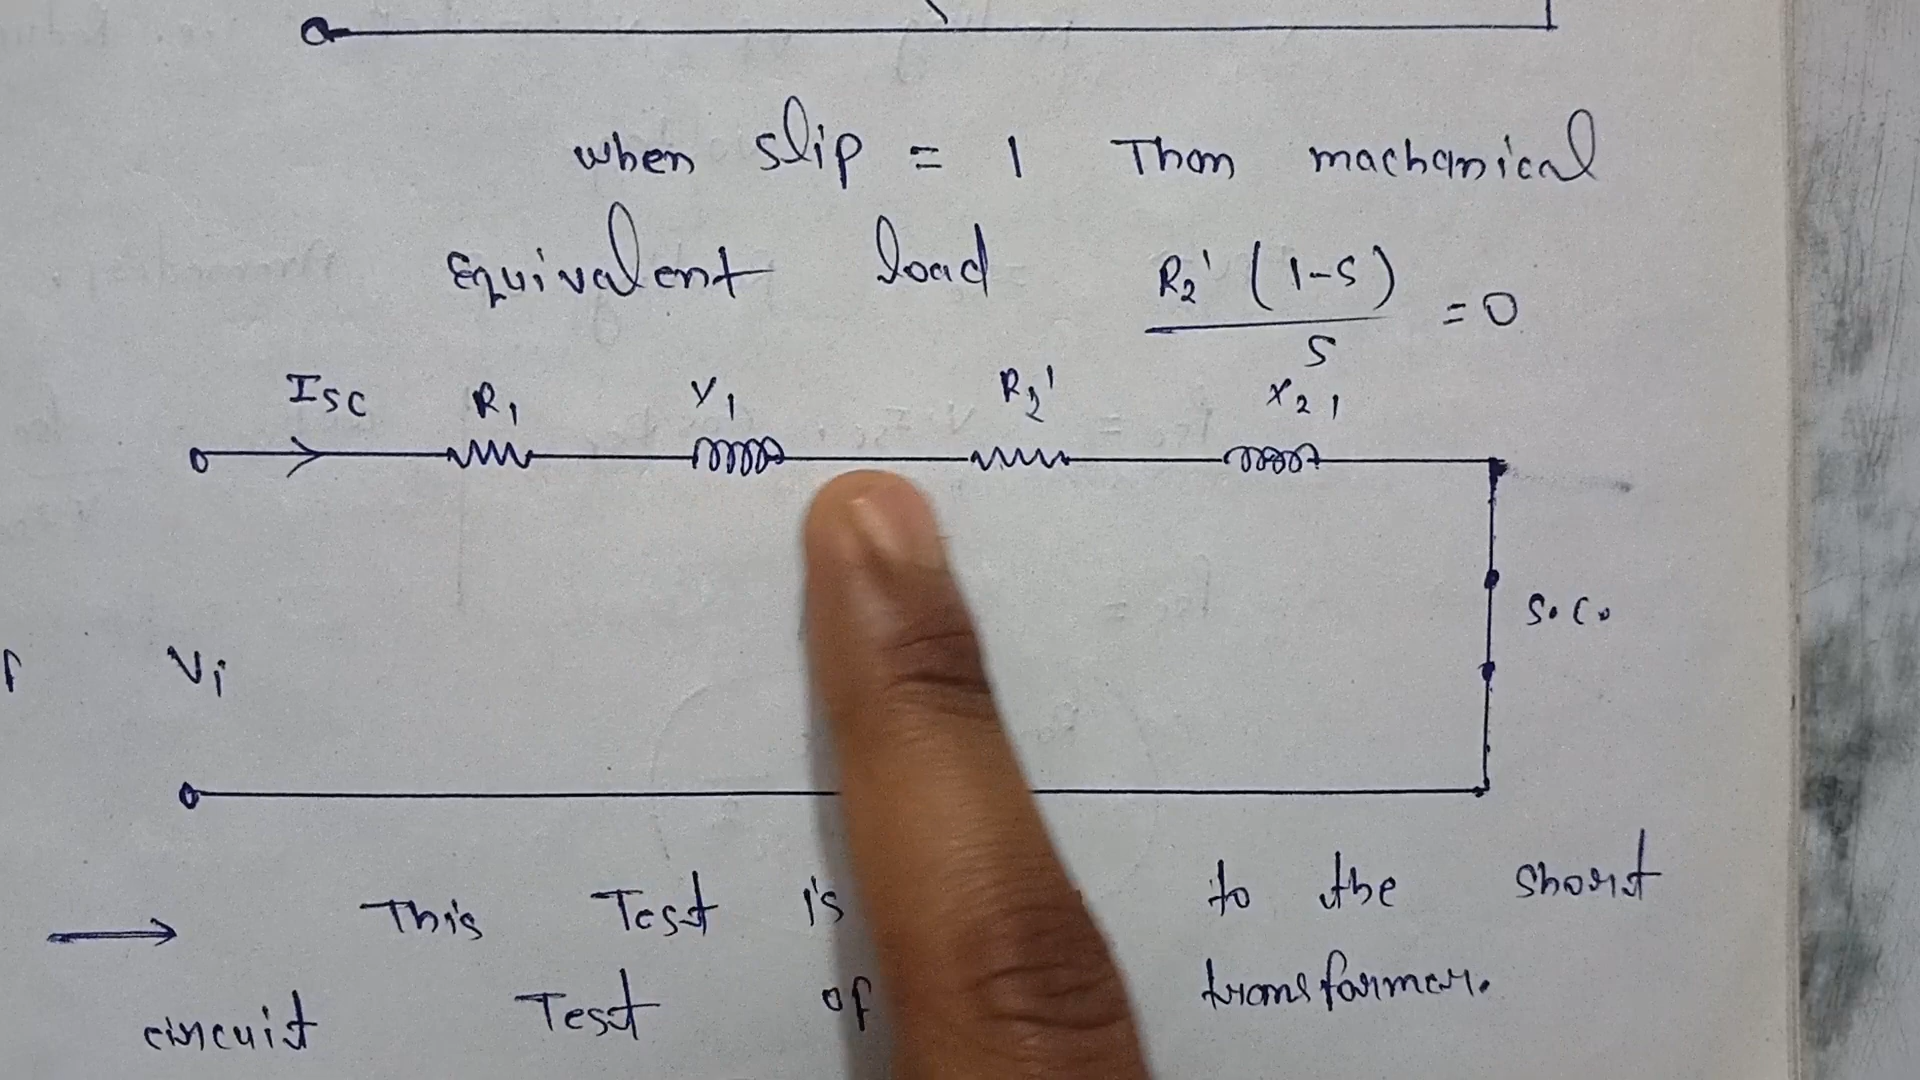 when slip = 1 Then machanical
Equivalent load R2' (1-S) / S = 0
ISC R1 X1 R2' X2'
S.C.
Vi
→ This Test is to the short
circuit Test of transformer.